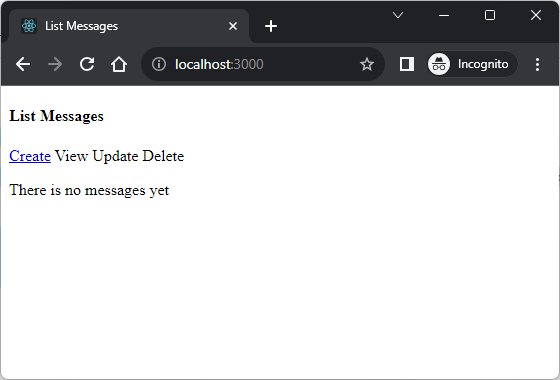 List Messages
localhost:3000
Incognito
List Messages
Create View Update Delete
There is no messages yet